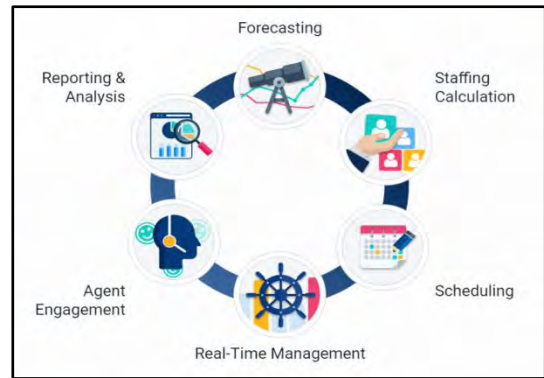 Forecasting
Staffing
Calculation
Scheduling
Real-Time Management
Agent
Engagement
Reporting &
Analysis